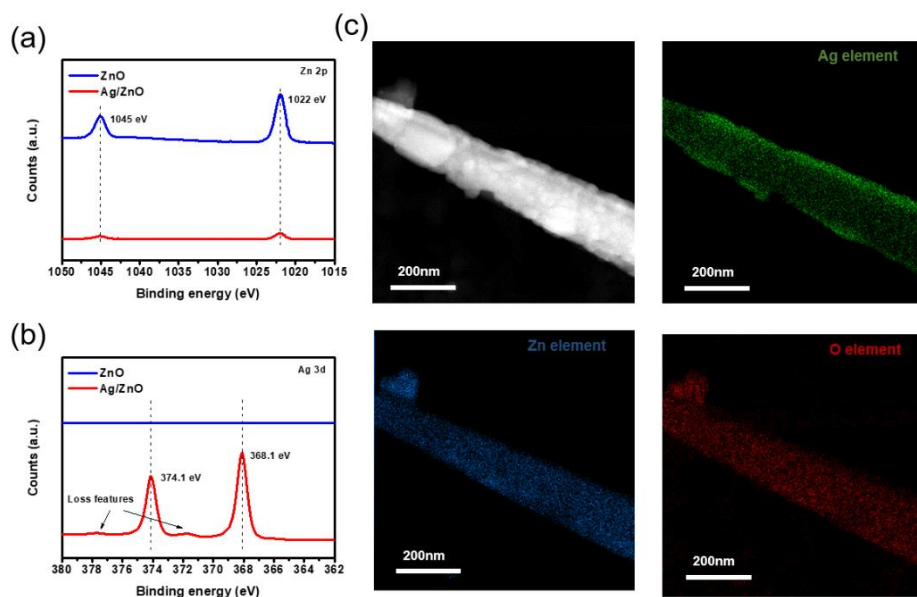 (a)
ZnO
Ag/ZnO
Zn 2p
1045 eV
1022 eV
Counts (a.u.)
1050 1045 1040 1035 1030 1025 1020 1015
Binding energy (eV)
(b)
ZnO
Ag/ZnO
Ag 3d
374.1 eV
368.1 eV
Loss features
Counts (a.u.)
380 378 376 374 372 370 368 366 364 362
Binding energy (eV)
(c)
200nm
Ag element
200nm
Zn element
200nm
O element
200nm